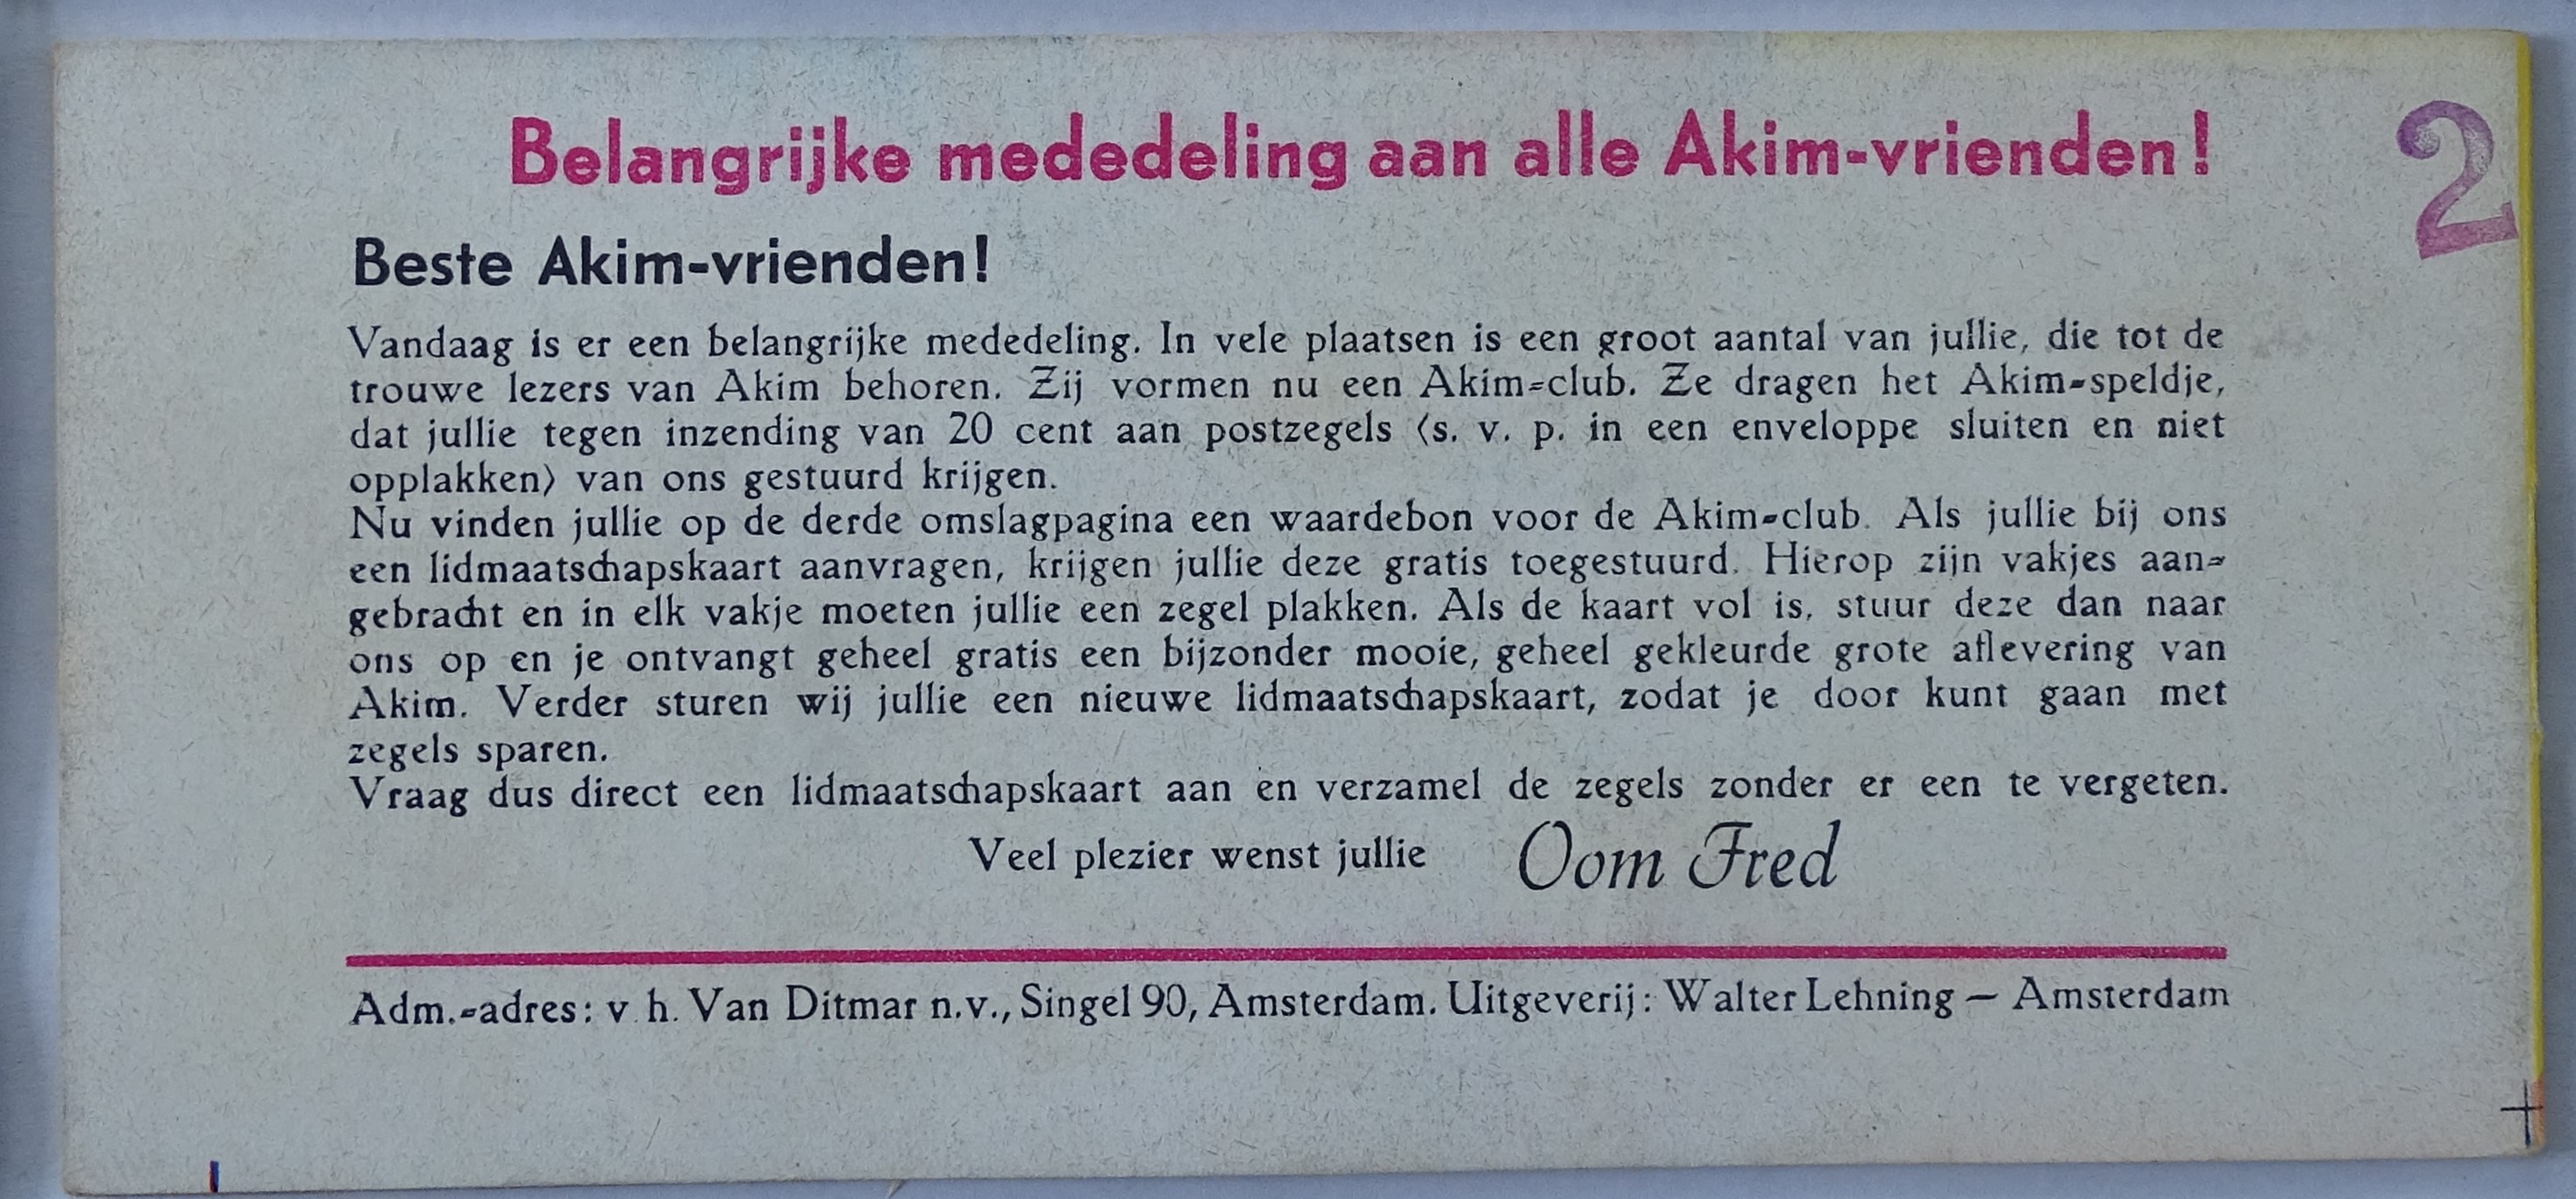 Belangrijke mededeling aan alle Akim-vrienden!
2
Beste Akim-vrienden!
Vandaag is er een belangrijke mededeling. In vele plaatsen is een groot aantal van jullie, die tot de
trouwe lezers van Akim behoren. Zij vormen nu een Akim-club. Ze dragen het Akim-speldje,
dat jullie tegen inzending van 20 cent aan postzegels (s. v. p. in een enveloppe sluiten en niet
opplakken) van ons gestuurd krijgen.
Nu vinden jullie op de derde omslagpagina een waardebon voor de Akim-club. Als jullie bij ons
een lidmaatschapskaart aanvragen, krijgen jullie deze gratis toegestuurd. Hierop zijn vakjes aan-
gebracht en in elk vakje moeten jullie een zegel plakken. Als de kaart vol is, stuur deze dan naar
ons op en je ontvangt geheel gratis een bijzonder mooie, geheel gekleurde grote aflevering van
Akim. Verder sturen wij jullie een nieuwe lidmaatschapskaart, zodat je door kunt gaan met
zegels sparen.
Vraag dus direct een lidmaatschapskaart aan en verzamel de zegels zonder er een te vergeten.
Veel plezier wenst jullie Oom Fred
Adm.-adres: v. h. Van Ditmar n.v., Singel 90, Amsterdam. Uitgeverij: Walter Lehning — Amsterdam